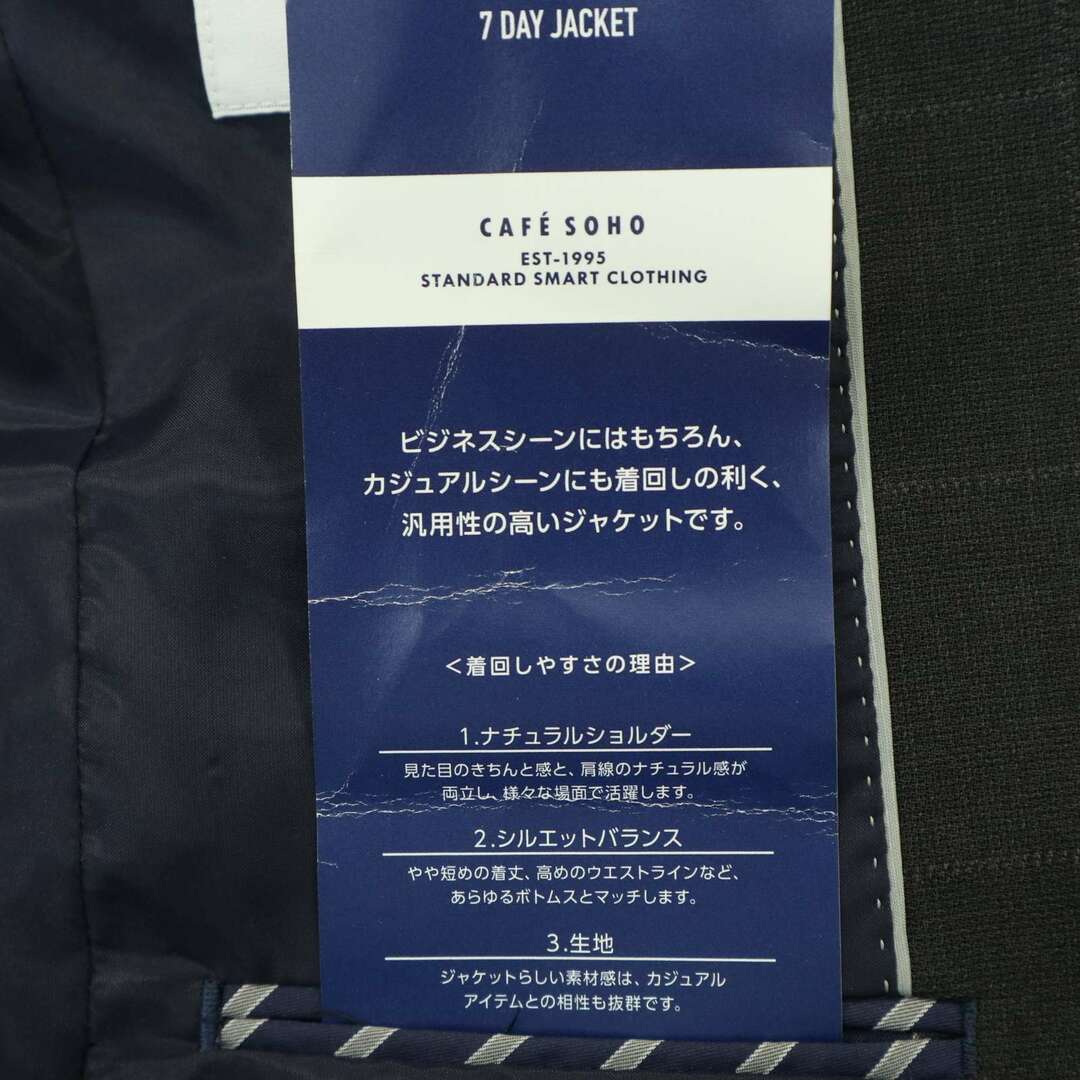 7 DAY JACKET
CAFÉ SOHO
EST-1995
STANDARD SMART CLOTHING
ビジネスシーンにはもちろん、
カジュアルシーンにも着回しの利く、
汎用性の高いジャケットです。
＜着回しやすさの理由＞
1.ナチュラルショルダー
見た目のきちんと感と、肩線のナチュラル感が
両立し、様々な場面で活躍します。
2.シルエットバランス
やや短めの着丈、高めのウエストラインなど、
あらゆるボトムスとマッチします。
3.生地
ジャケットらしい素材感は、カジュアル
アイテムとの相性も抜群です。